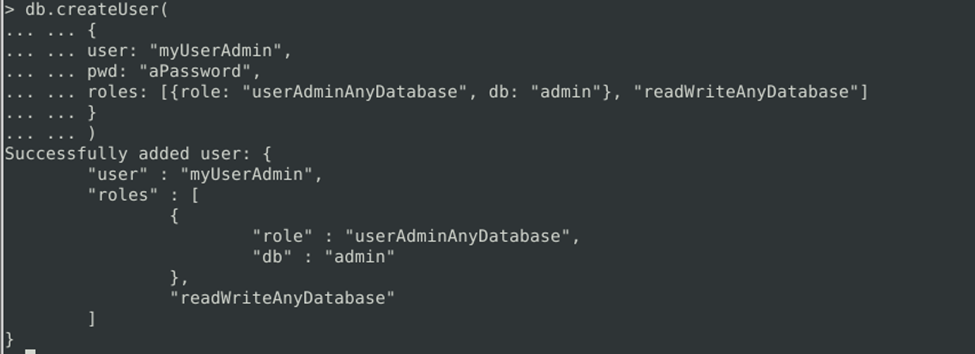 > db.createUser(
... ... {
... ... user: "myUserAdmin",
... ... pwd: "aPassword",
... ... roles: [{role: "userAdminAnyDatabase", db: "admin"}, "readWriteAnyDatabase"]
... ... }
... ... )
Successfully added user: {
        "user" : "myUserAdmin",
        "roles" : [
                {
                        "role" : "userAdminAnyDatabase",
                        "db" : "admin"
                },
                "readWriteAnyDatabase"
        ]
}